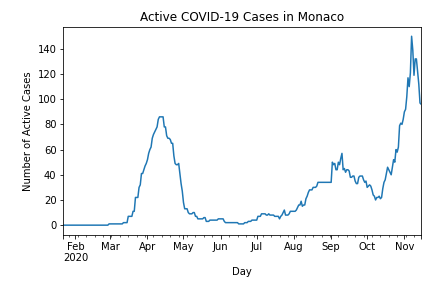 Active COVID-19 Cases in Monaco
Number of Active Cases
140
120
100
80
60
40
20
0
Feb Mar Apr May Jun Jul Aug Sep Oct Nov
2020
Day